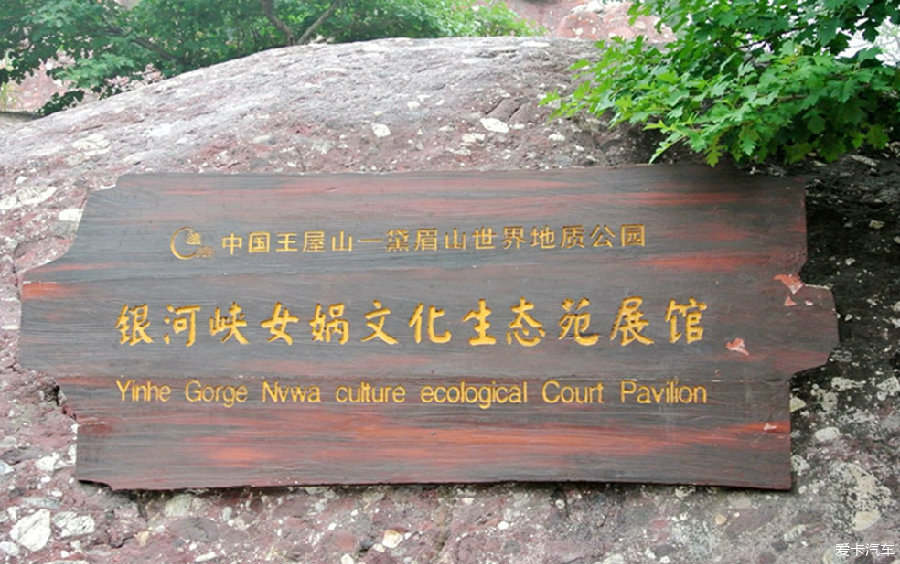 中国王屋山—黛眉山世界地质公园
银河峡女娲文化生态苑展馆
Yinhe Gorge Nvwa culture ecological Court Pavilion
爱卡汽车